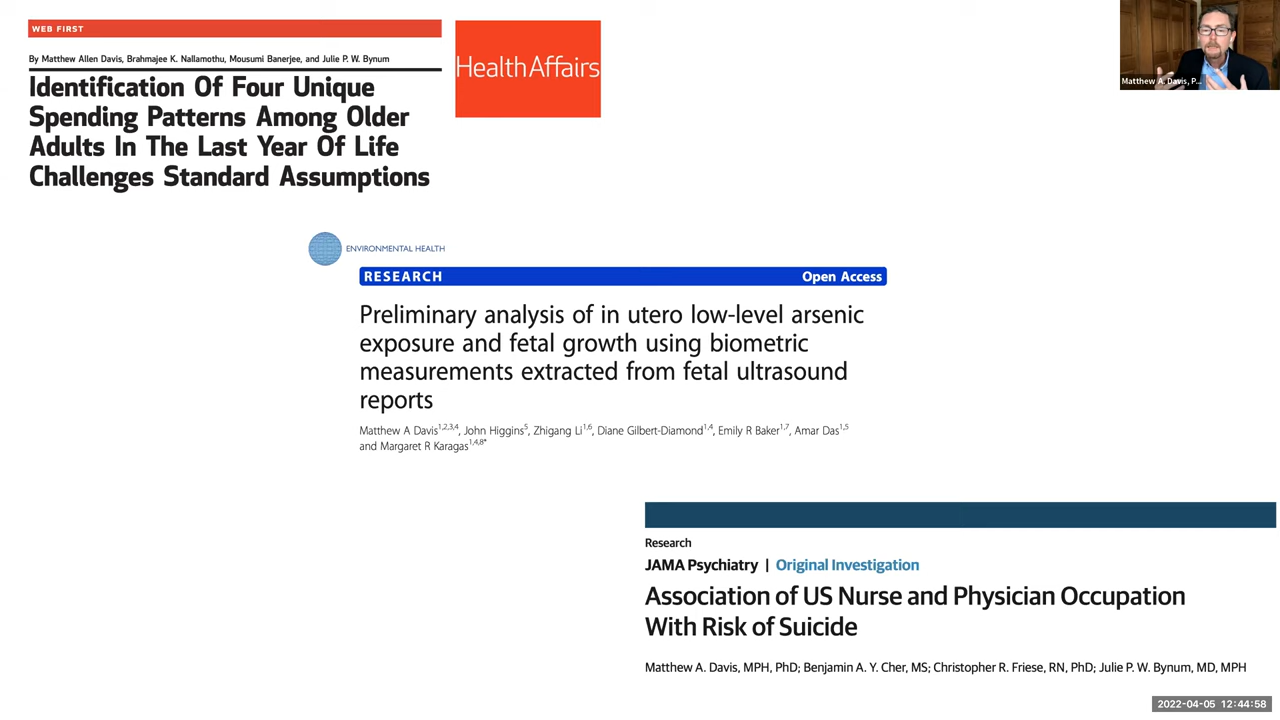 WEB FIRST
By Matthew Allen Davis, Brahmajee K. Nallamothu, Mousumi Banerjee, and Julie P. W. Bynum
Identification Of Four Unique
Spending Patterns Among Older
Adults In The Last Year Of Life
Challenges Standard Assumptions
HealthAffairs
Matthew A. Davis, P...
ENVIRONMENTAL HEALTH
RESEARCH Open Access
Preliminary analysis of in utero low-level arsenic
exposure and fetal growth using biometric
measurements extracted from fetal ultrasound
reports
Matthew A Davis1,2,3,4, John Higgins5, Zhigang Li1,6, Diane Gilbert-Diamond1,4, Emily R Baker1,7, Amar Das1,5
and Margaret R Karagas1,4,8*
Research
JAMA Psychiatry | Original Investigation
Association of US Nurse and Physician Occupation
With Risk of Suicide
Matthew A. Davis, MPH, PhD; Benjamin A. Y. Cher, MS; Christopher R. Friese, RN, PhD; Julie P. W. Bynum, MD, MPH
2022-04-05 12:44:58